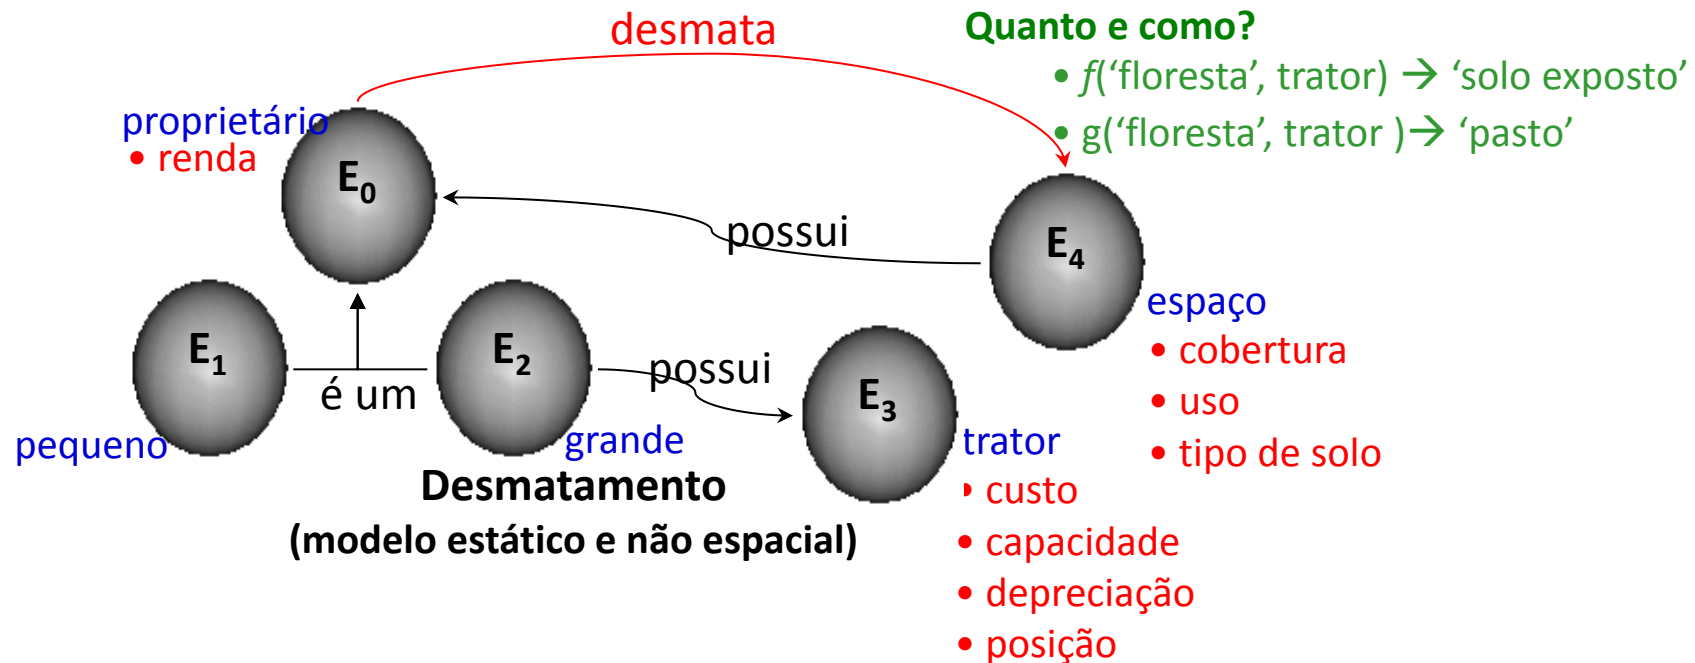 desmata
Quanto e como?
• f(‘floresta’, trator) → ‘solo exposto’
• g(‘floresta’, trator )→ ‘pasto’
proprietário
• renda
E0
possui
E4
espaço
• cobertura
• uso
• tipo de solo
E1
é um
E2
possui
E3
pequeno
grande
trator
• custo
• capacidade
• depreciação
• posição
Desmatamento
(modelo estático e não espacial)